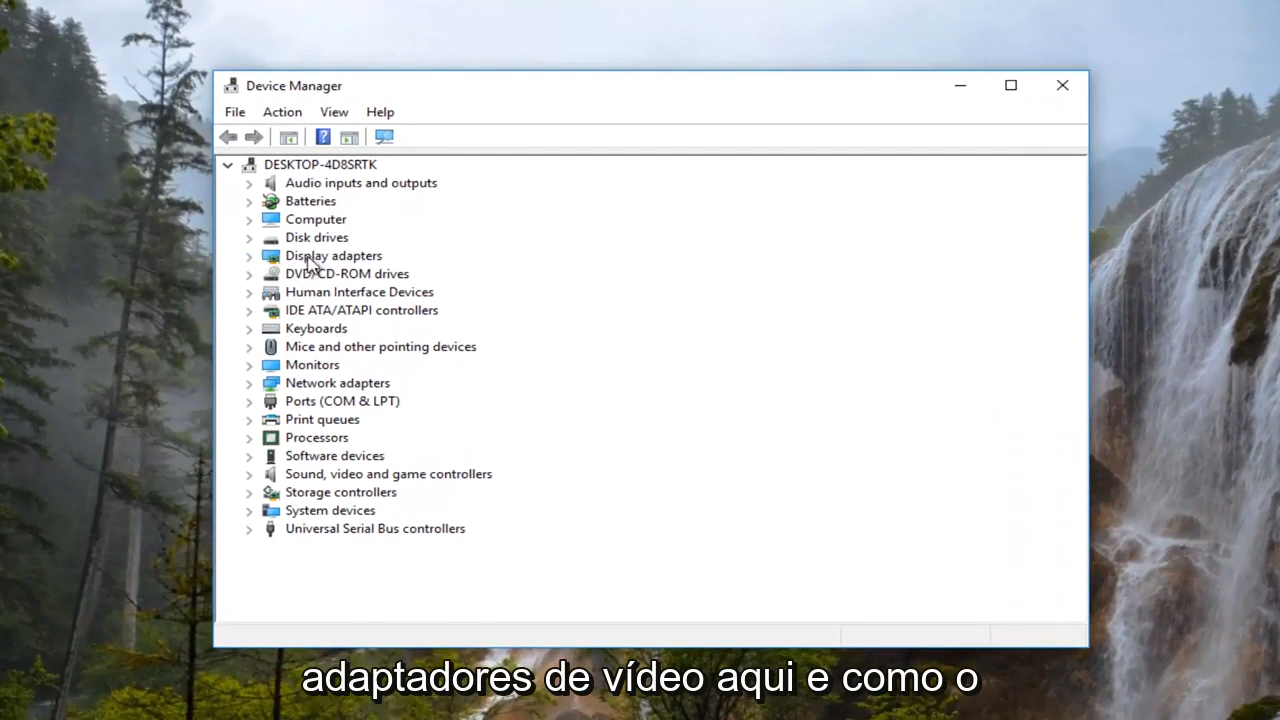 Device Manager
File Action View Help
DESKTOP-4D8SRTK
Audio inputs and outputs
Batteries
Computer
Disk drives
Display adapters
DVD/CD-ROM drives
Human Interface Devices
IDE ATA/ATAPI controllers
Keyboards
Mice and other pointing devices
Monitors
Network adapters
Ports (COM & LPT)
Print queues
Processors
Software devices
Sound, video and game controllers
Storage controllers
System devices
Universal Serial Bus controllers
adaptadores de vídeo aqui e como o